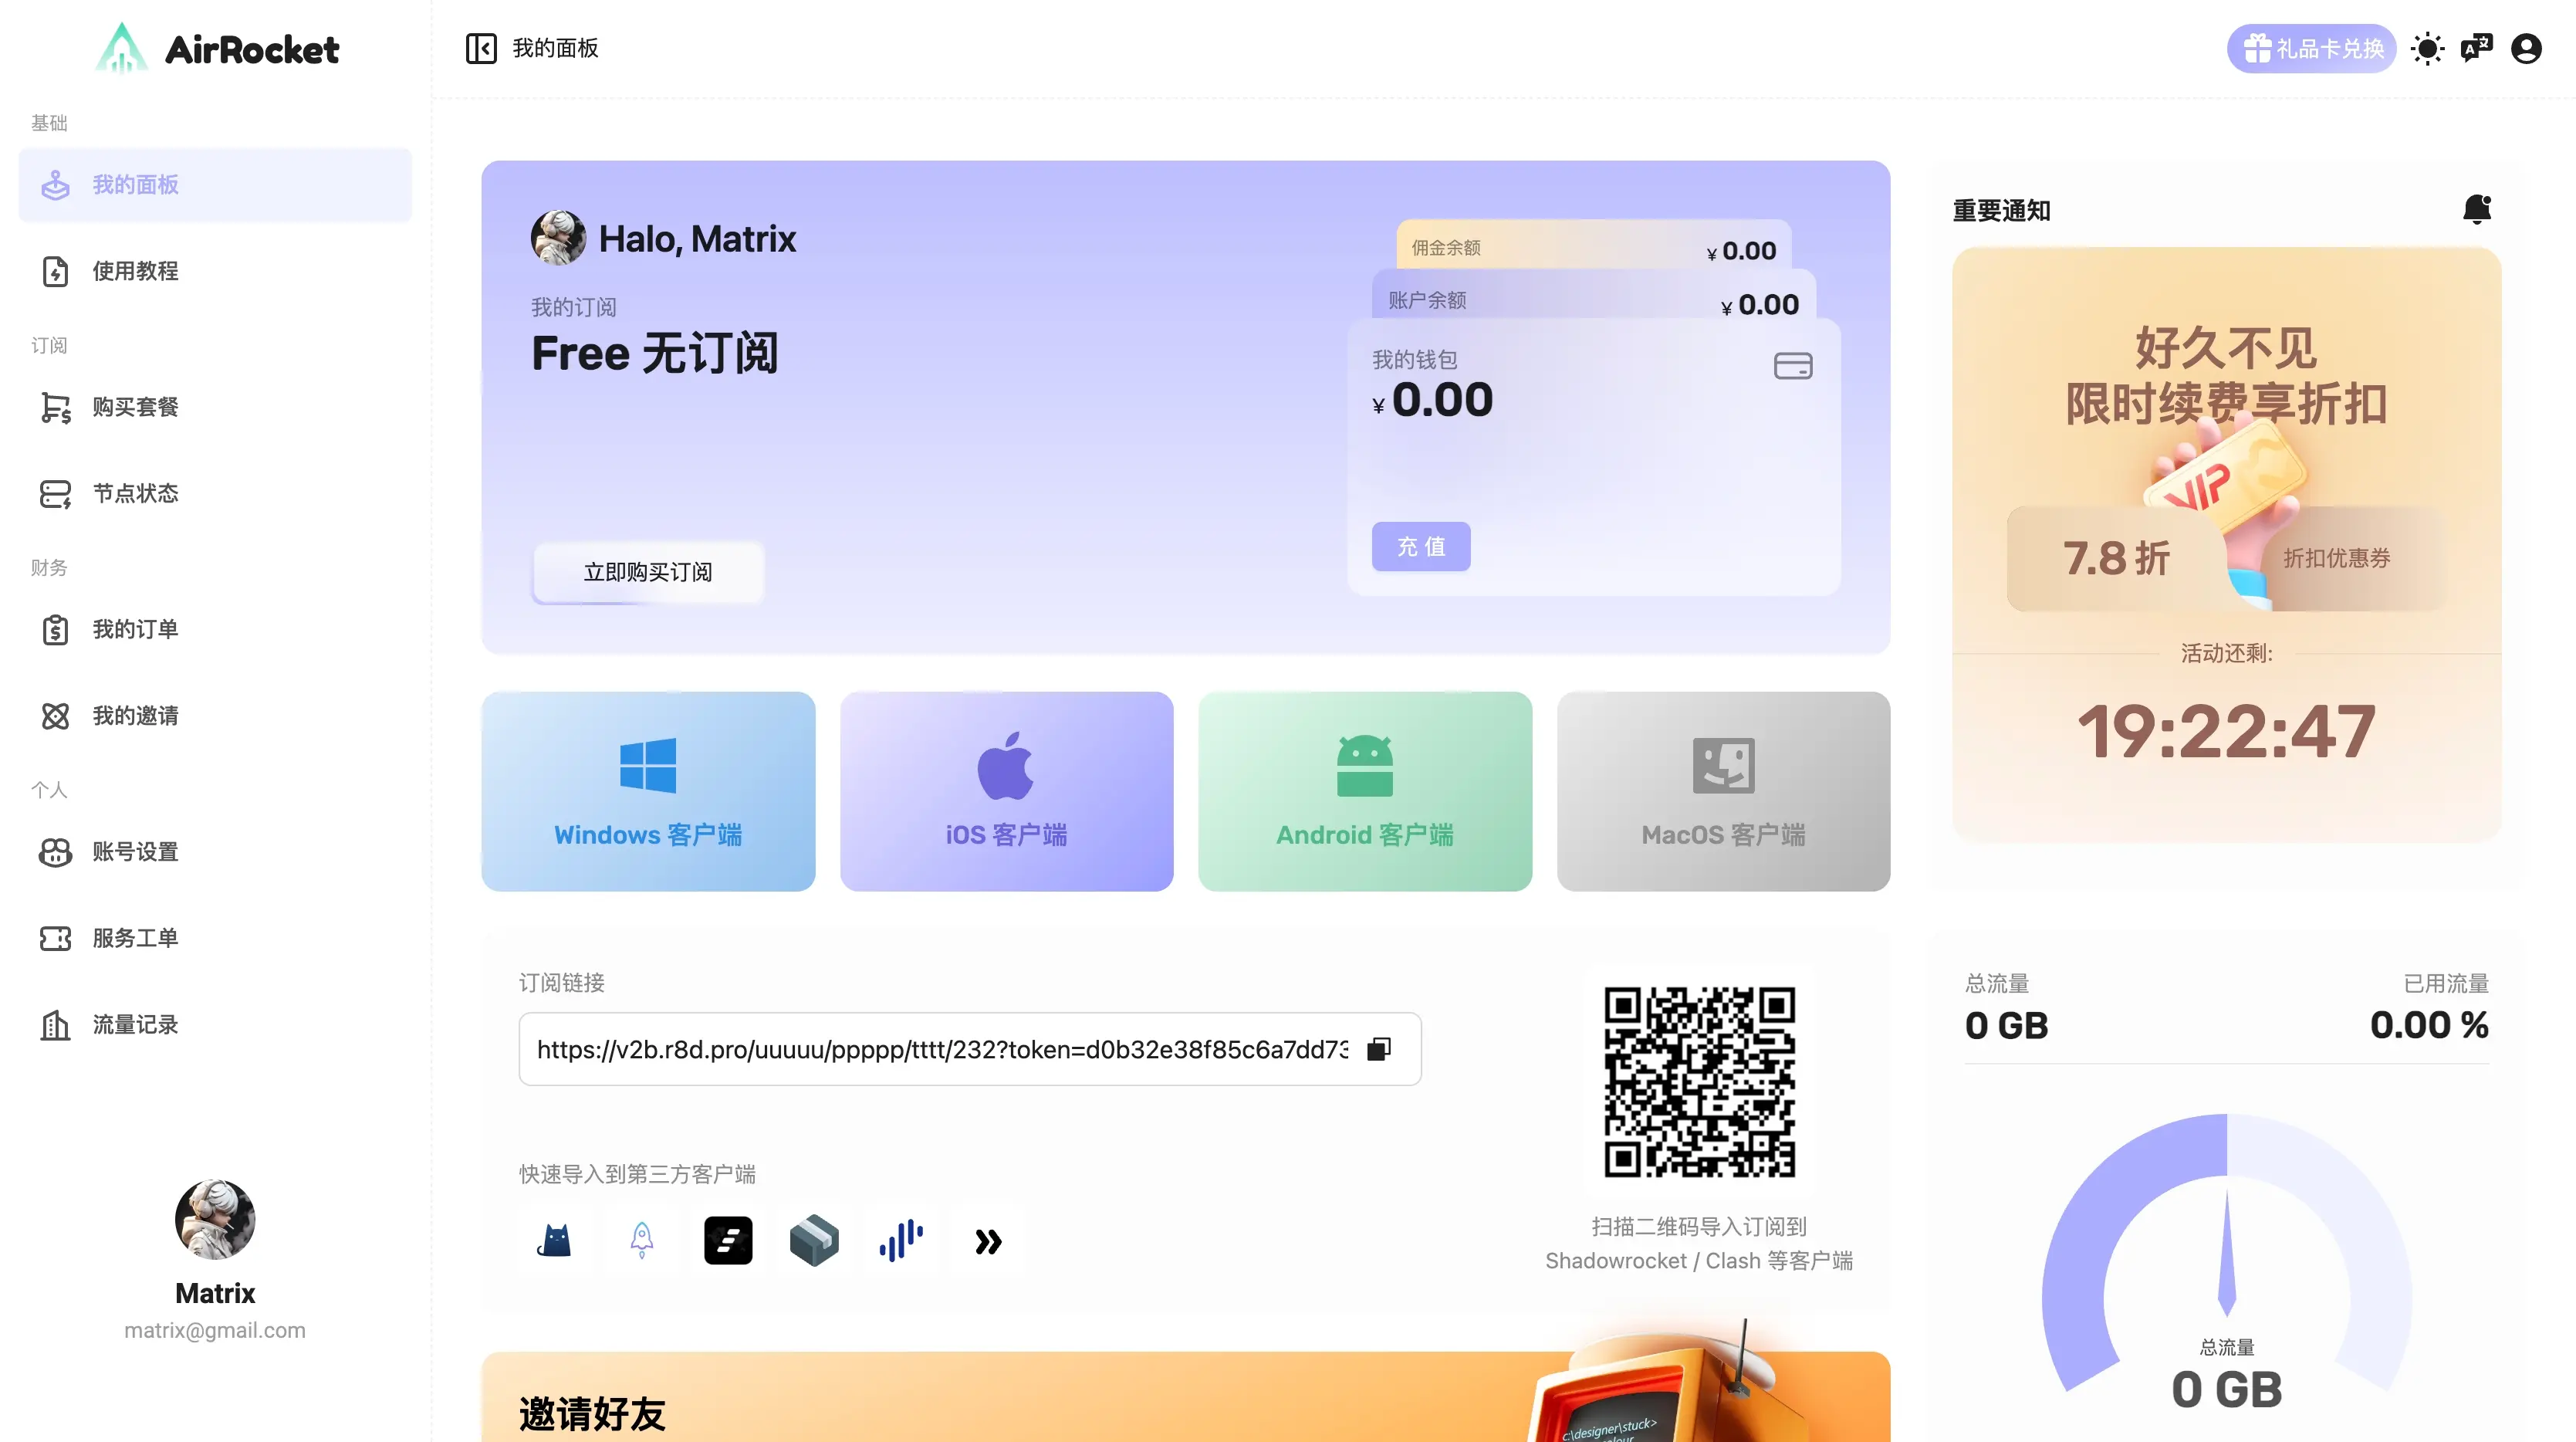 AirRocket
基础
我的面板
使用教程
订阅
购买套餐
节点状态
财务
我的订单
我的邀请
个人
账号设置
服务工单
流量记录
Matrix
matrix@gmail.com
我的面板
礼品卡兑换
Halo, Matrix
我的订阅
Free 无订阅
立即购买订阅
佣金余额
¥ 0.00
账户余额
¥ 0.00
我的钱包
¥ 0.00
充 值
Windows 客户端
iOS 客户端
Android 客户端
MacOS 客户端
订阅链接
https://v2b.r8d.pro/uuuuu/ppppp/tttt/232?token=d0b32e38f85c6a7dd73
快速导入到第三方客户端
扫描二维码导入订阅到
Shadowrocket / Clash 等客户端
邀请好友
c:\designer\stuck>
重要通知
好久不见
限时续费享折扣
VIP
7.8 折
折扣优惠券
活动还剩:
19:22:47
总流量
0 GB
已用流量
0.00 %
总流量
0 GB